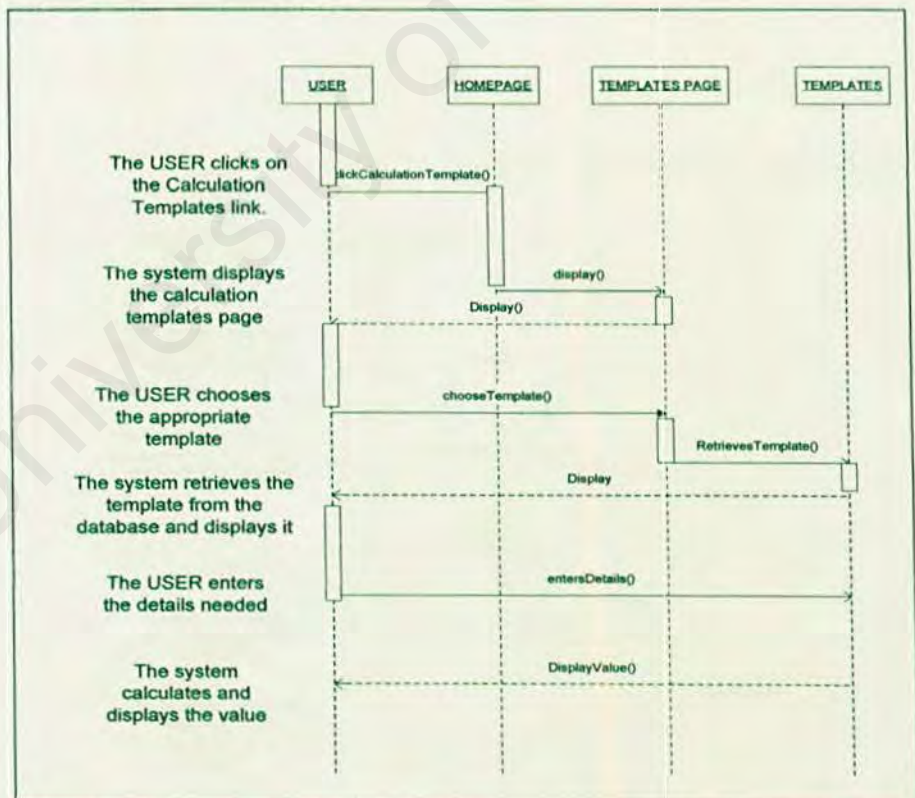 USER HOMEPAGE TEMPLATES PAGE TEMPLATES
The USER clicks on
the Calculation
Templates link.
lickCalculationTemplate()
The system displays
the calculation
templates page
display()
Display()
The USER chooses
the appropriate
template
chooseTemplate()
RetrievesTemplate()
The system retrieves the
template from the
database and displays it
Display
The USER enters
the details needed
entersDetails()
The system
calculates and
displays the value
DisplayValue()
University of